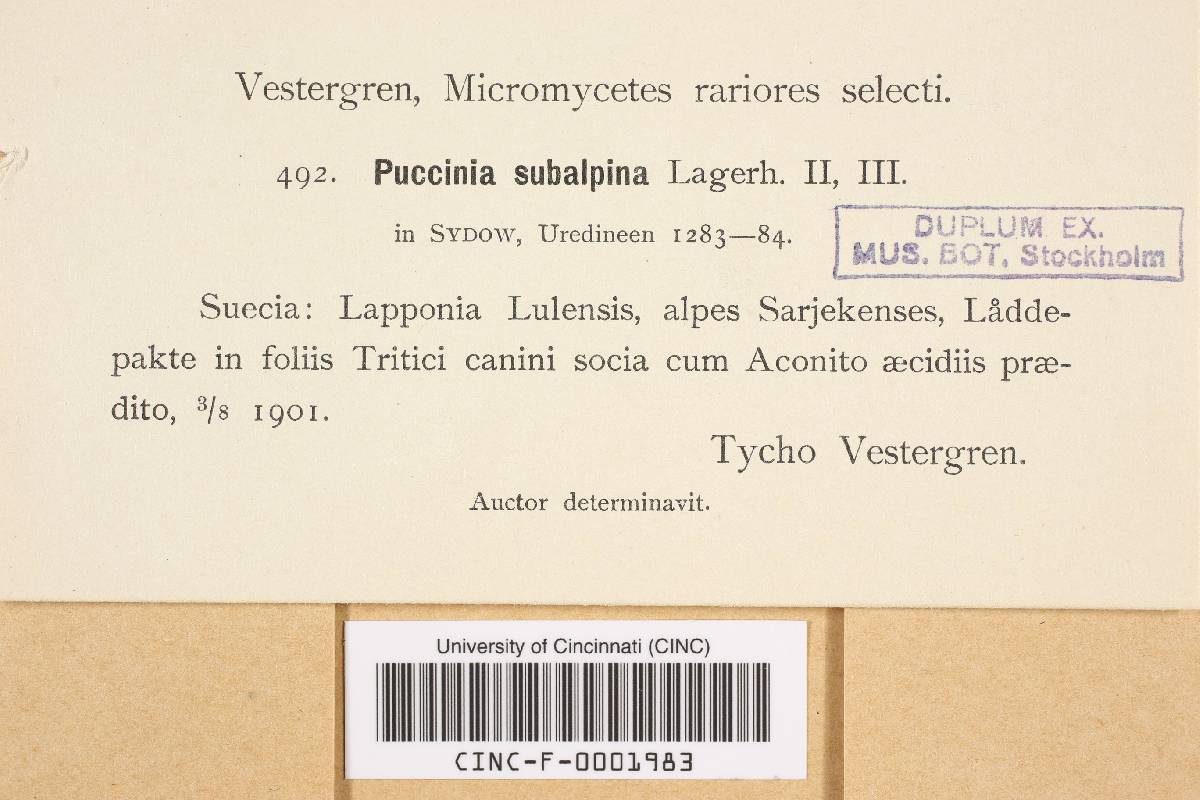 Vestergren, Micromycetes rariores selecti.
492. Puccinia subalpina Lagerh. II, III.
in SYDOW, Uredineen 1283—84.
DUPLUM EX.
MUS. BOT. Stockholm
Suecia: Lapponia Lulensis, alpes Sarjekenses, Lådde-
pakte in foliis Tritici canini socia cum Aconito æcidiis præ-
dito, 3/8 1901.
Tycho Vestergren.
Auctor determinavit.
University of Cincinnati (CINC)
CINC-F-0001983